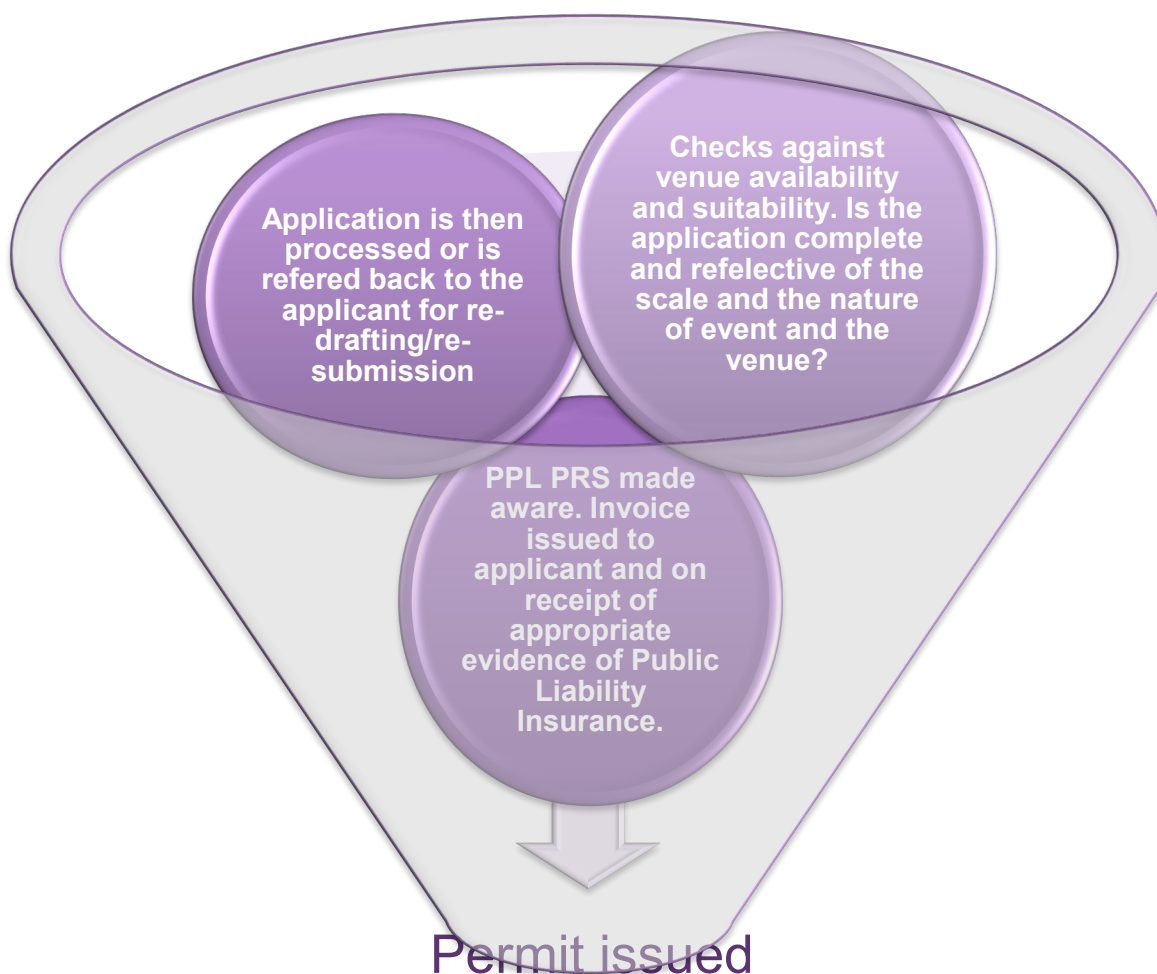 Application is then
processed or is
refered back to the
applicant for re-
drafting/re-
submission
Checks against
venue availability
and suitability. Is the
application complete
and refelective of the
scale and the nature
of event and the
venue?
PPL PRS made
aware. Invoice
issued to
applicant and on
receipt of
appropriate
evidence of Public
Liability
Insurance.
Permit issued